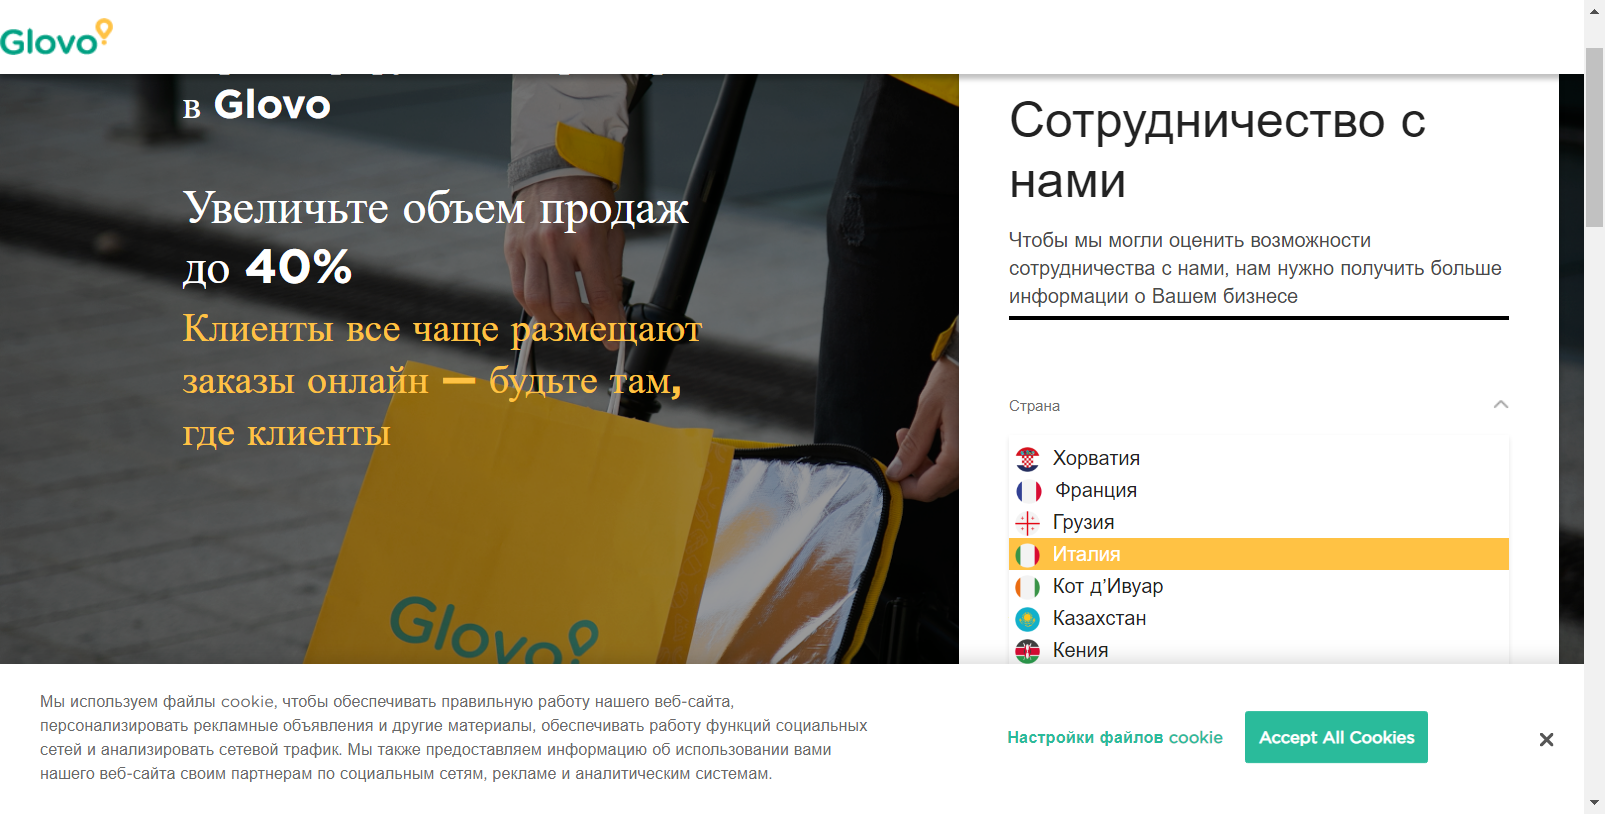 Glovo
в Glovo
Увеличьте объем продаж
до 40%
Клиенты все чаще размещают
заказы онлайн — будьте там,
где клиенты
Glovo
Сотрудничество с
нами
Чтобы мы могли оценить возможности
сотрудничества с нами, нам нужно получить больше
информации о Вашем бизнесе
Страна
Хорватия
Франция
Грузия
Италия
Кот д’Ивуар
Казахстан
Кения
Мы используем файлы cookie, чтобы обеспечивать правильную работу нашего веб-сайта,
персонализировать рекламные объявления и другие материалы, обеспечивать работу функций социальных
сетей и анализировать сетевой трафик. Мы также предоставляем информацию об использовании вами
нашего веб-сайта своим партнерам по социальным сетям, рекламе и аналитическим системам.
Настройки файлов cookie
Accept All Cookies